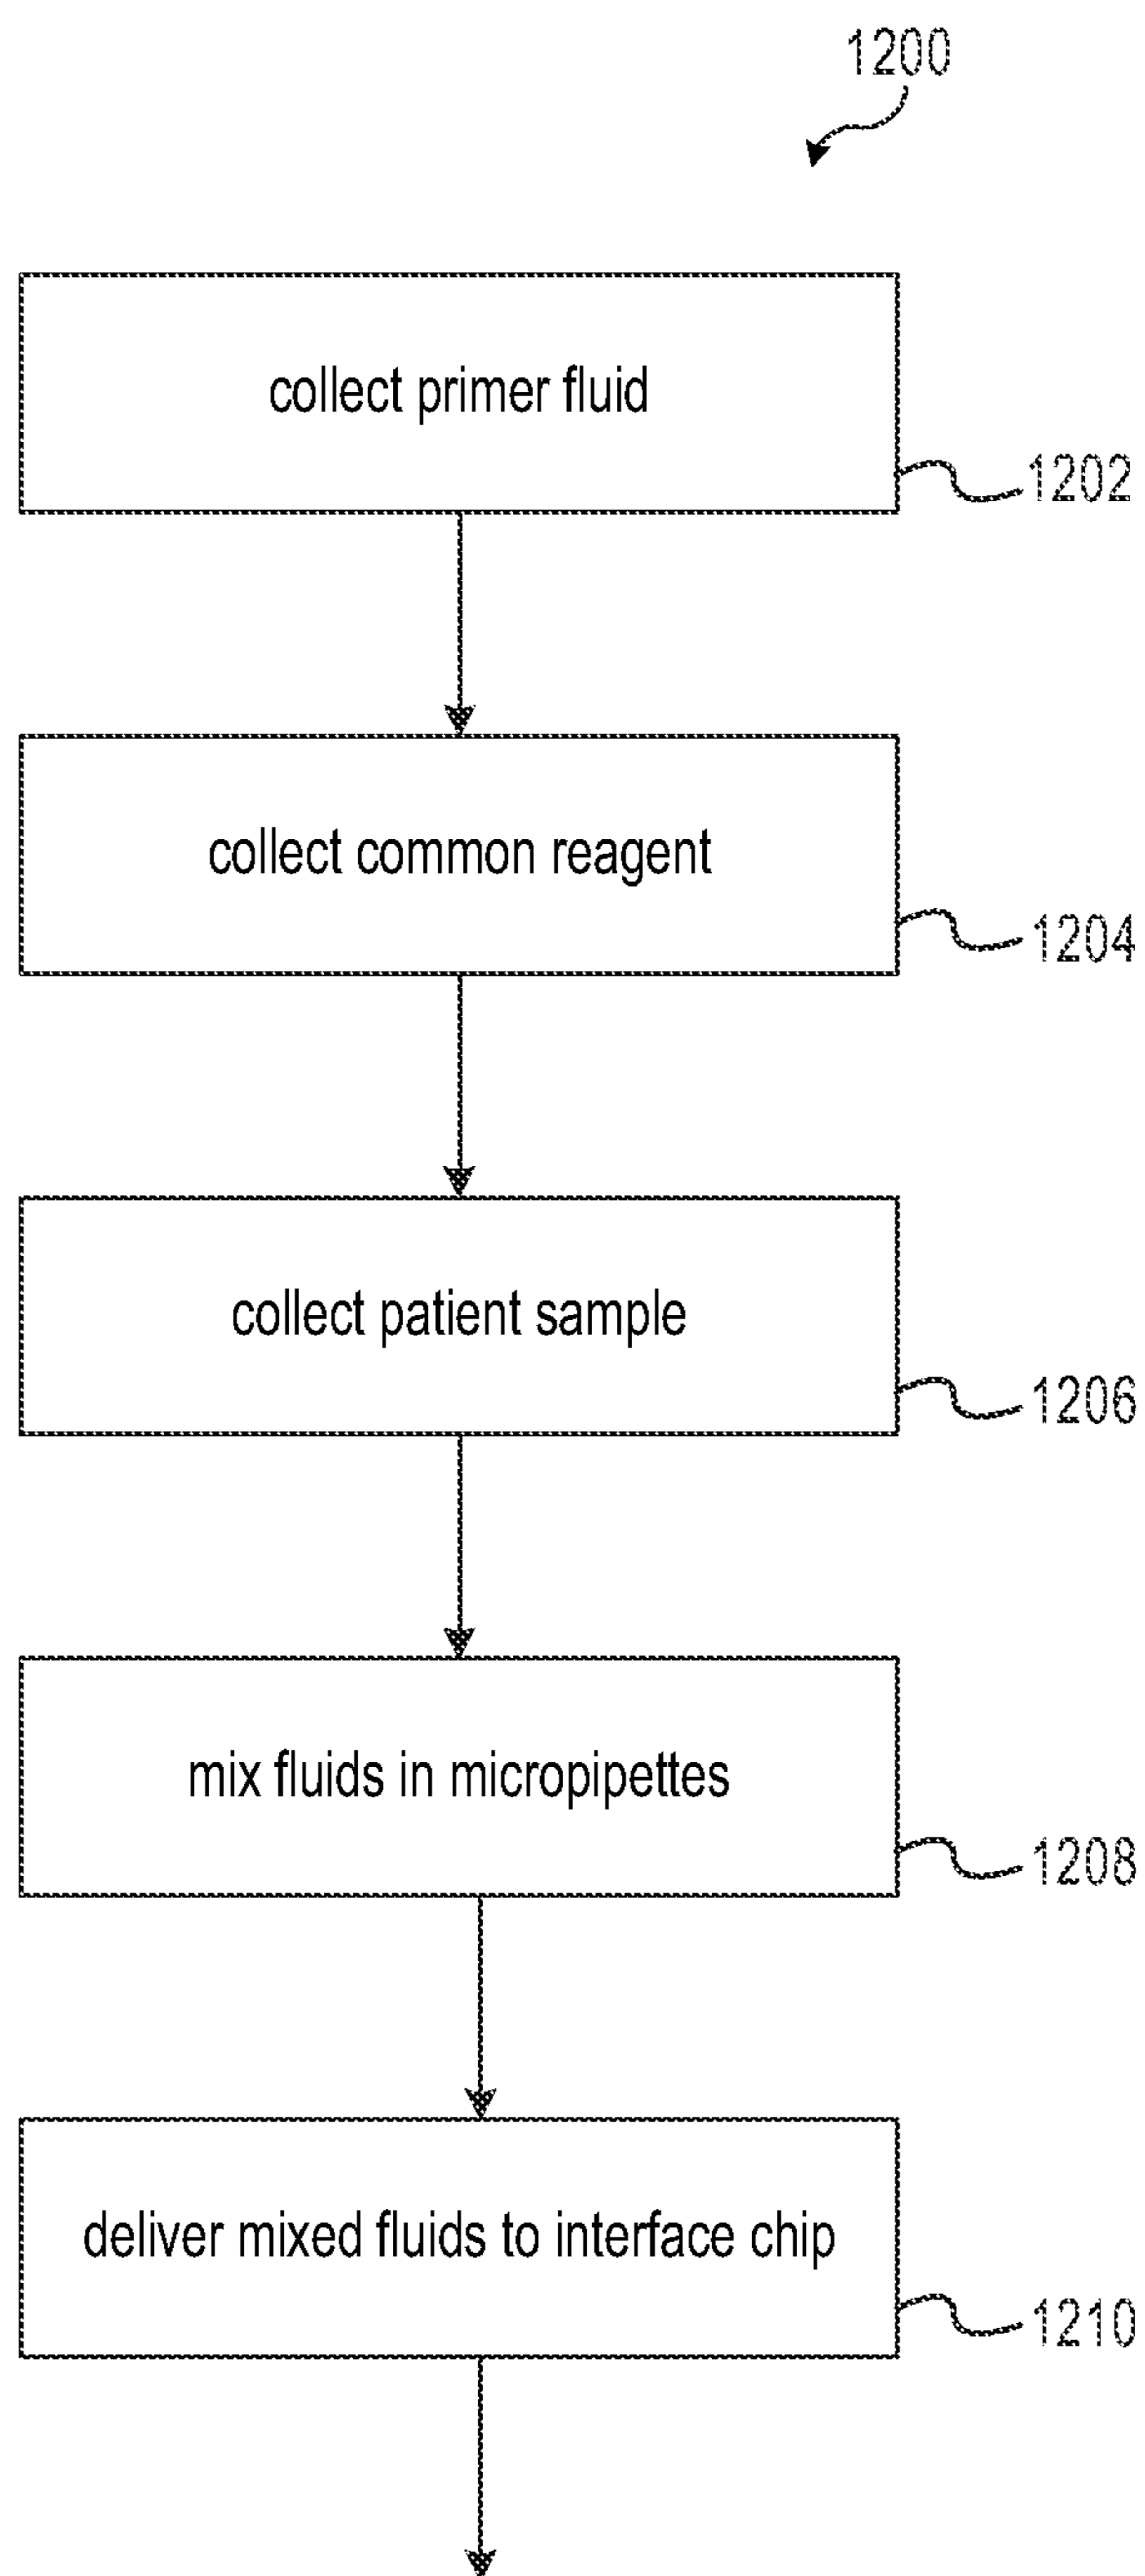 1200
collect primer fluid
1202
collect common reagent
1204
collect patient sample
1206
mix fluids in micropipettes
1208
deliver mixed fluids to interface chip
1210